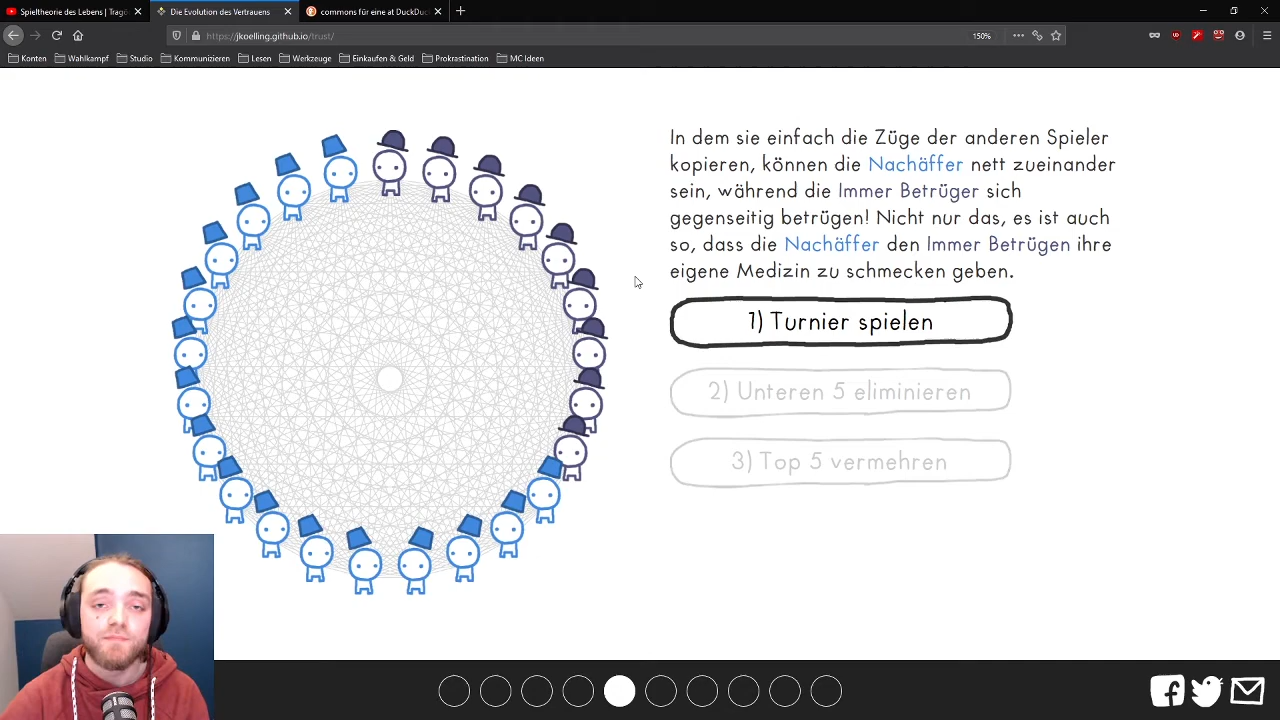 Spieltheorie des Lebens | Tragö
Die Evolution des Vertrauens
commons für eine at DuckDuc
https://jkoelling.github.io/trust/
150%
Konten
Wahlkampf
Studio
Kommunizieren
Lesen
Werkzeuge
Einkaufen & Geld
Prokrastination
MC Ideen
In dem sie einfach die Züge der anderen Spieler
kopieren, können die Nachäffer nett zueinander
sein, während die Immer Betrüger sich
gegenseitig betrügen! Nicht nur das, es ist auch
so, dass die Nachäffer den Immer Betrügen ihre
eigene Medizin zu schmecken geben.
1) Turnier spielen
2) Unteren 5 eliminieren
3) Top 5 vermehren